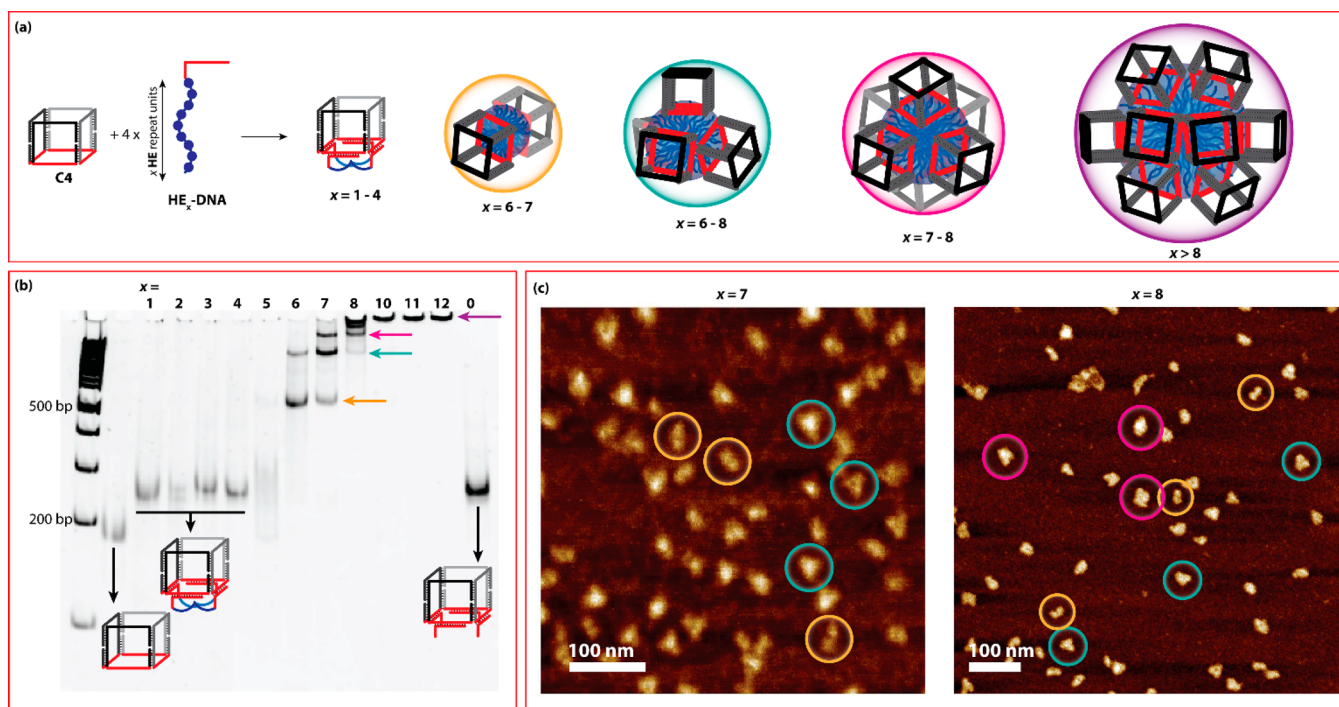 (a)
C4
+ 4 x
x HE repeat units
HEx-DNA
x = 1 - 4
x = 6 - 7
x = 6 - 8
x = 7 - 8
x > 8
(b)
x =
1 2 3 4 5 6 7 8 10 11 12 0
500 bp
200 bp
(c)
x = 7
x = 8
100 nm
100 nm